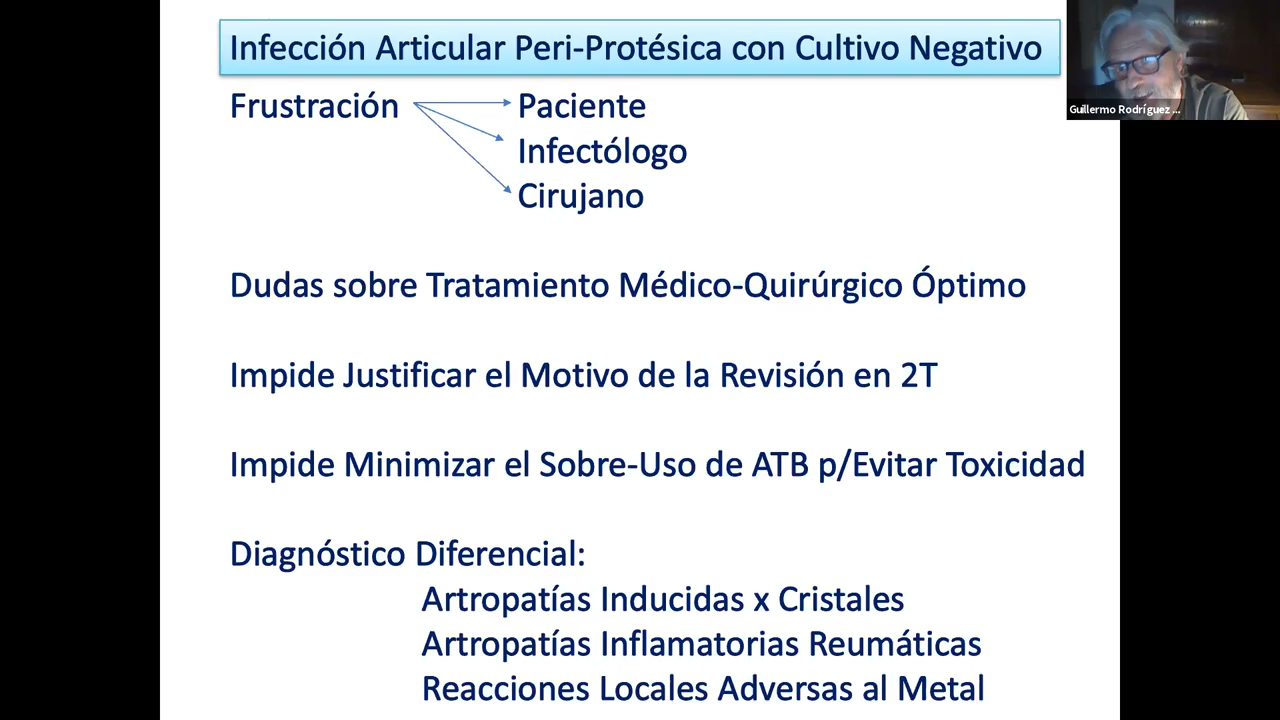 Infección Articular Peri-Protésica con Cultivo Negativo
Guillermo Rodríguez ...
Frustración Paciente
Infectólogo
Cirujano
Dudas sobre Tratamiento Médico-Quirúrgico Óptimo
Impide Justificar el Motivo de la Revisión en 2T
Impide Minimizar el Sobre-Uso de ATB p/Evitar Toxicidad
Diagnóstico Diferencial:
Artropatías Inducidas x Cristales
Artropatías Inflamatorias Reumáticas
Reacciones Locales Adversas al Metal